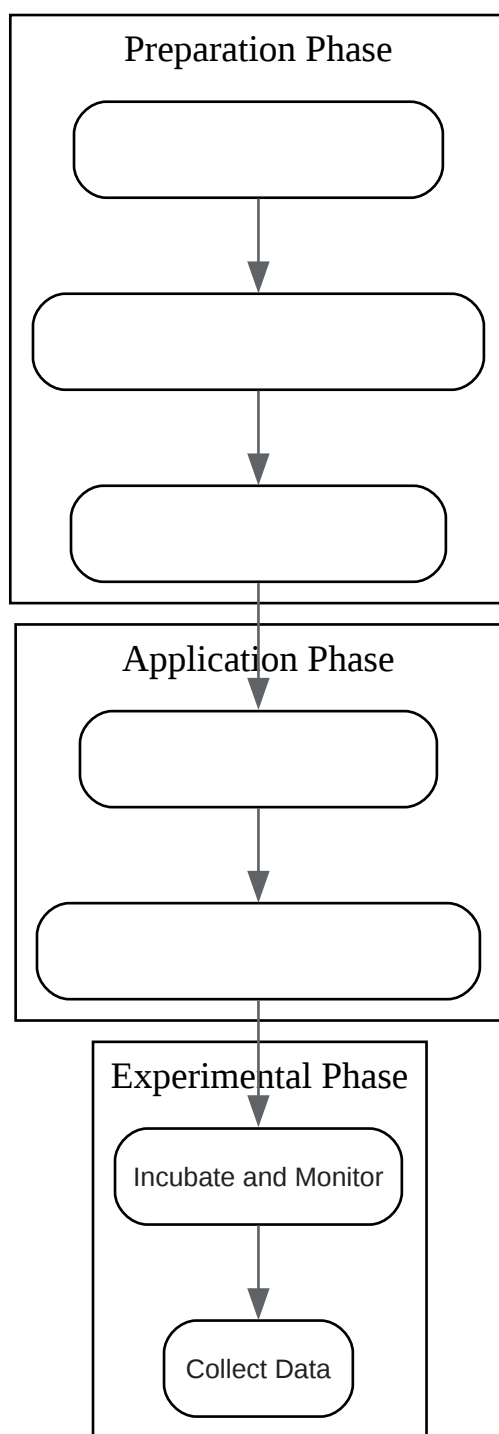 Preparation Phase
Application Phase
Experimental Phase
Incubate and Monitor
Collect Data